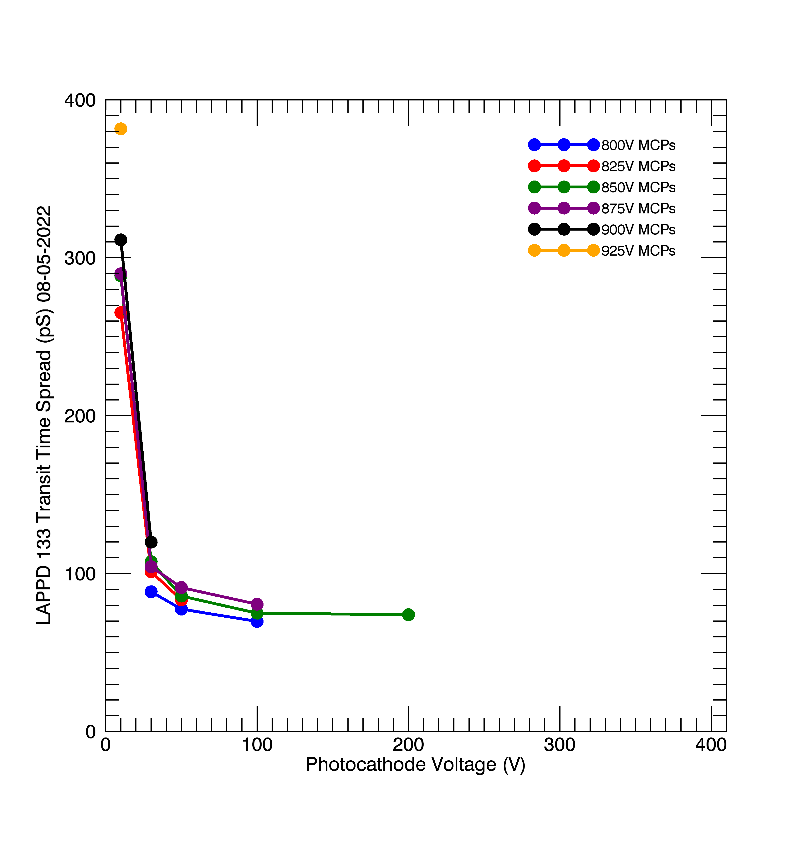 400
300
200
100
0
LAPPD 133 Transit Time Spread (pS) 08-05-2022
800V MCPs
825V MCPs
850V MCPs
875V MCPs
900V MCPs
925V MCPs
0 100 200 300 400
Photocathode Voltage (V)